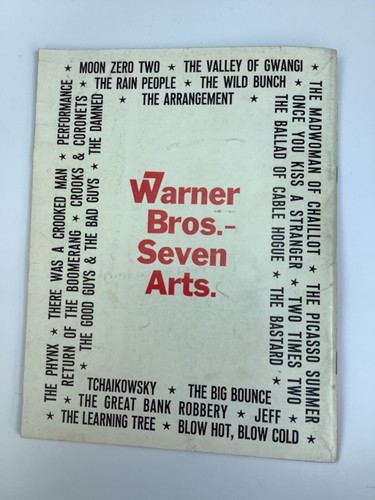 ★ MOON ZERO TWO ★ THE VALLEY OF GWANGI ★
★ THE RAIN PEOPLE ★ THE WILD BUNCH ★
★ THE ARRANGEMENT ★
THE MADWOMAN OF CHAILLOT ★ THE PICASSO SUMMER
ONCE YOU KISS A STRANGER ★ TWO TIMES TWO
THE BALLAD OF CABLE HOGUE ★ THE BASTARD ★
THE PHYNX ★ THERE WAS A CROOKED MAN ★ PERFORMANCE
RETURN OF THE BOOMERANG ★ CROOKS & CORONETS
★ THE GOOD GUYS & THE BAD GUYS ★ THE DAMNED
Warner
Bros.-
Seven
Arts.
TCHAIKOWSKY ★ THE BIG BOUNCE
★ THE GREAT BANK ROBBERY ★ JEFF ★
★ THE LEARNING TREE ★ BLOW HOT, BLOW COLD ★